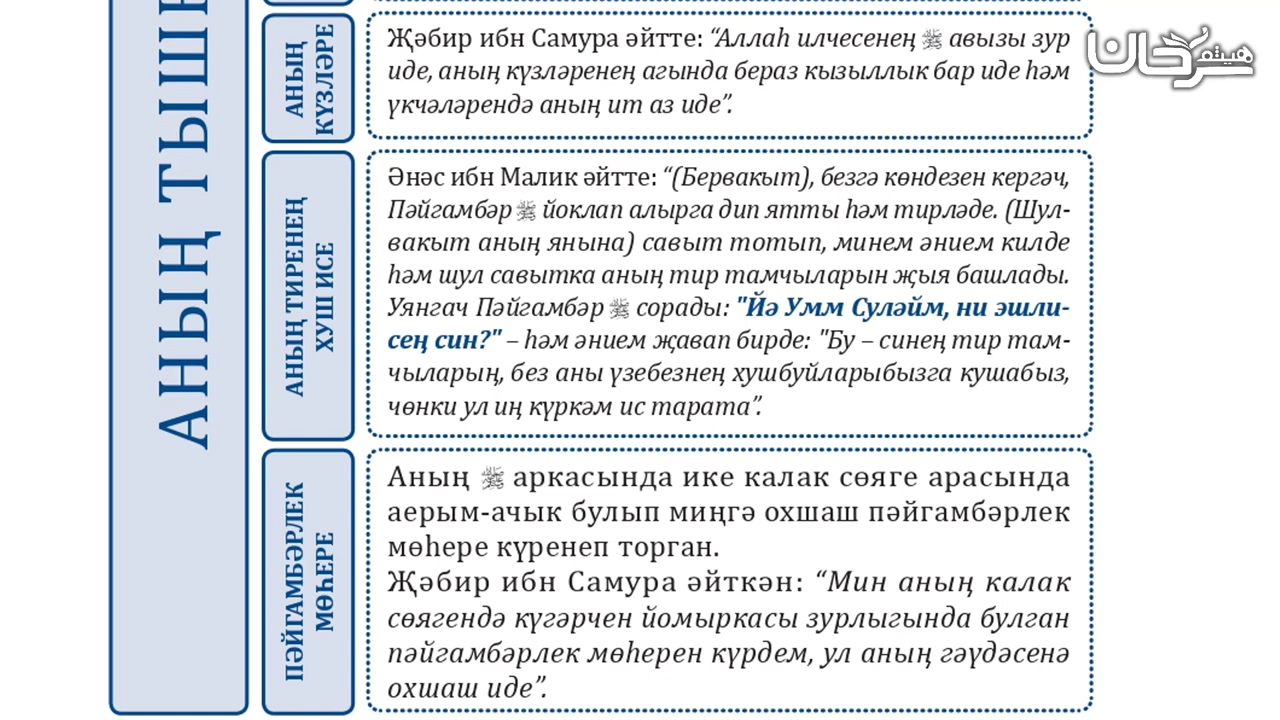 АНЫҢ ТЫШК
АНЫҢ
КҮЗЛӘРЕ
Җәбир ибн Самура әйтте: “Аллаһ илчесенең ﷺ авызы зур
иде, аның күзләренең агында бераз кызыллык бар иде һәм
үкчәләрендә аның ит аз иде”.
АНЫҢ ТИРЕНЕҢ
ХУШ ИСЕ
Әнәс ибн Малик әйтте: “(Бервакыт), безгә көндезен кергәч,
Пәйгамбәр ﷺ йоклап алырга дип ятты һәм тирләде. (Шул-
вакыт аның янына) савыт тотып, минем әнием килде
һәм шул савытка аның тир тамчыларын җыя башлады.
Уянгач Пәйгамбәр ﷺ сорады: "Йә Умм Суләйм, ни эшли-
сең син?" – һәм әнием җавап бирде: "Бу – синең тир там-
чыларың, без аны үзебезнең хушбуйларыбызга кушабыз,
чөнки ул иң күркәм ис тарата”.
ПӘЙГАМБӘРЛЕК
МӨҺЕРЕ
Аның ﷺ аркасында ике калак сөяге арасында
аерым-ачык булып миңгә охшаш пәйгамбәрлек
мөһере күренеп торган.
Җәбир ибн Самура әйткән: “Мин аның калак
сөягендә күгәрчен йомыркасы зурлыгында булган
пәйгамбәрлек мөһерен күрдем, ул аның гәүдәсенә
охшаш иде”.